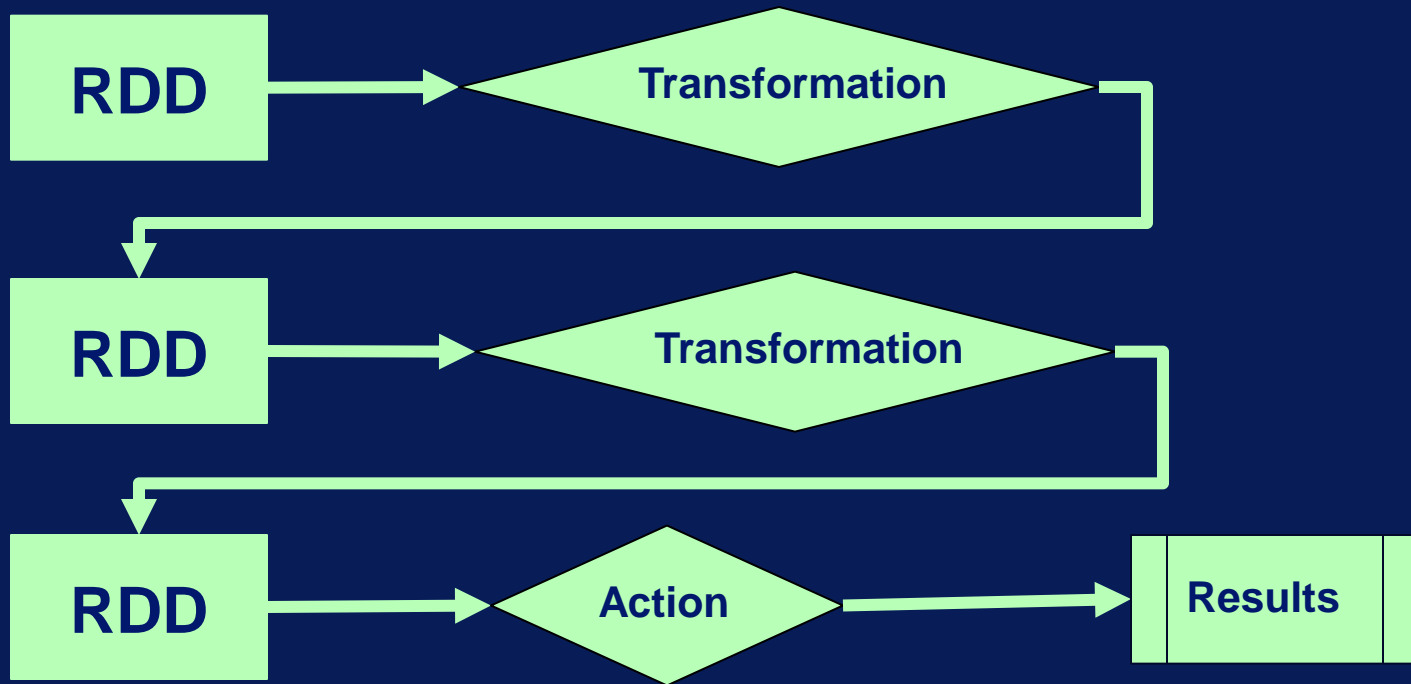 RDD
Transformation
RDD
Transformation
RDD
Action
Results